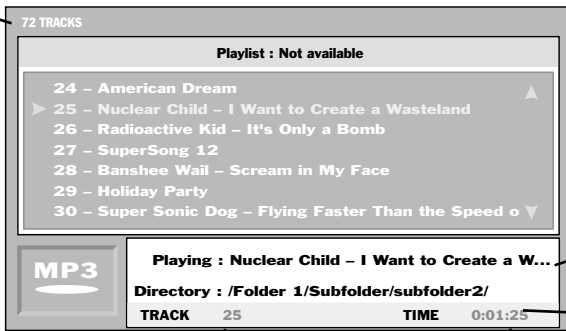 72 TRACKS
Playlist : Not available
24 – American Dream
25 – Nuclear Child – I Want to Create a Wasteland
26 – Radioactive Kid – It's Only a Bomb
27 – SuperSong 12
28 – Banshee Wail – Scream in My Face
29 – Holiday Party
30 – Super Sonic Dog – Flying Faster Than the Speed o
MP3
Playing : Nuclear Child – I Want to Create a W...
Directory : /Folder 1/Subfolder/subfolder2/
TRACK 25 TIME 0:01:25